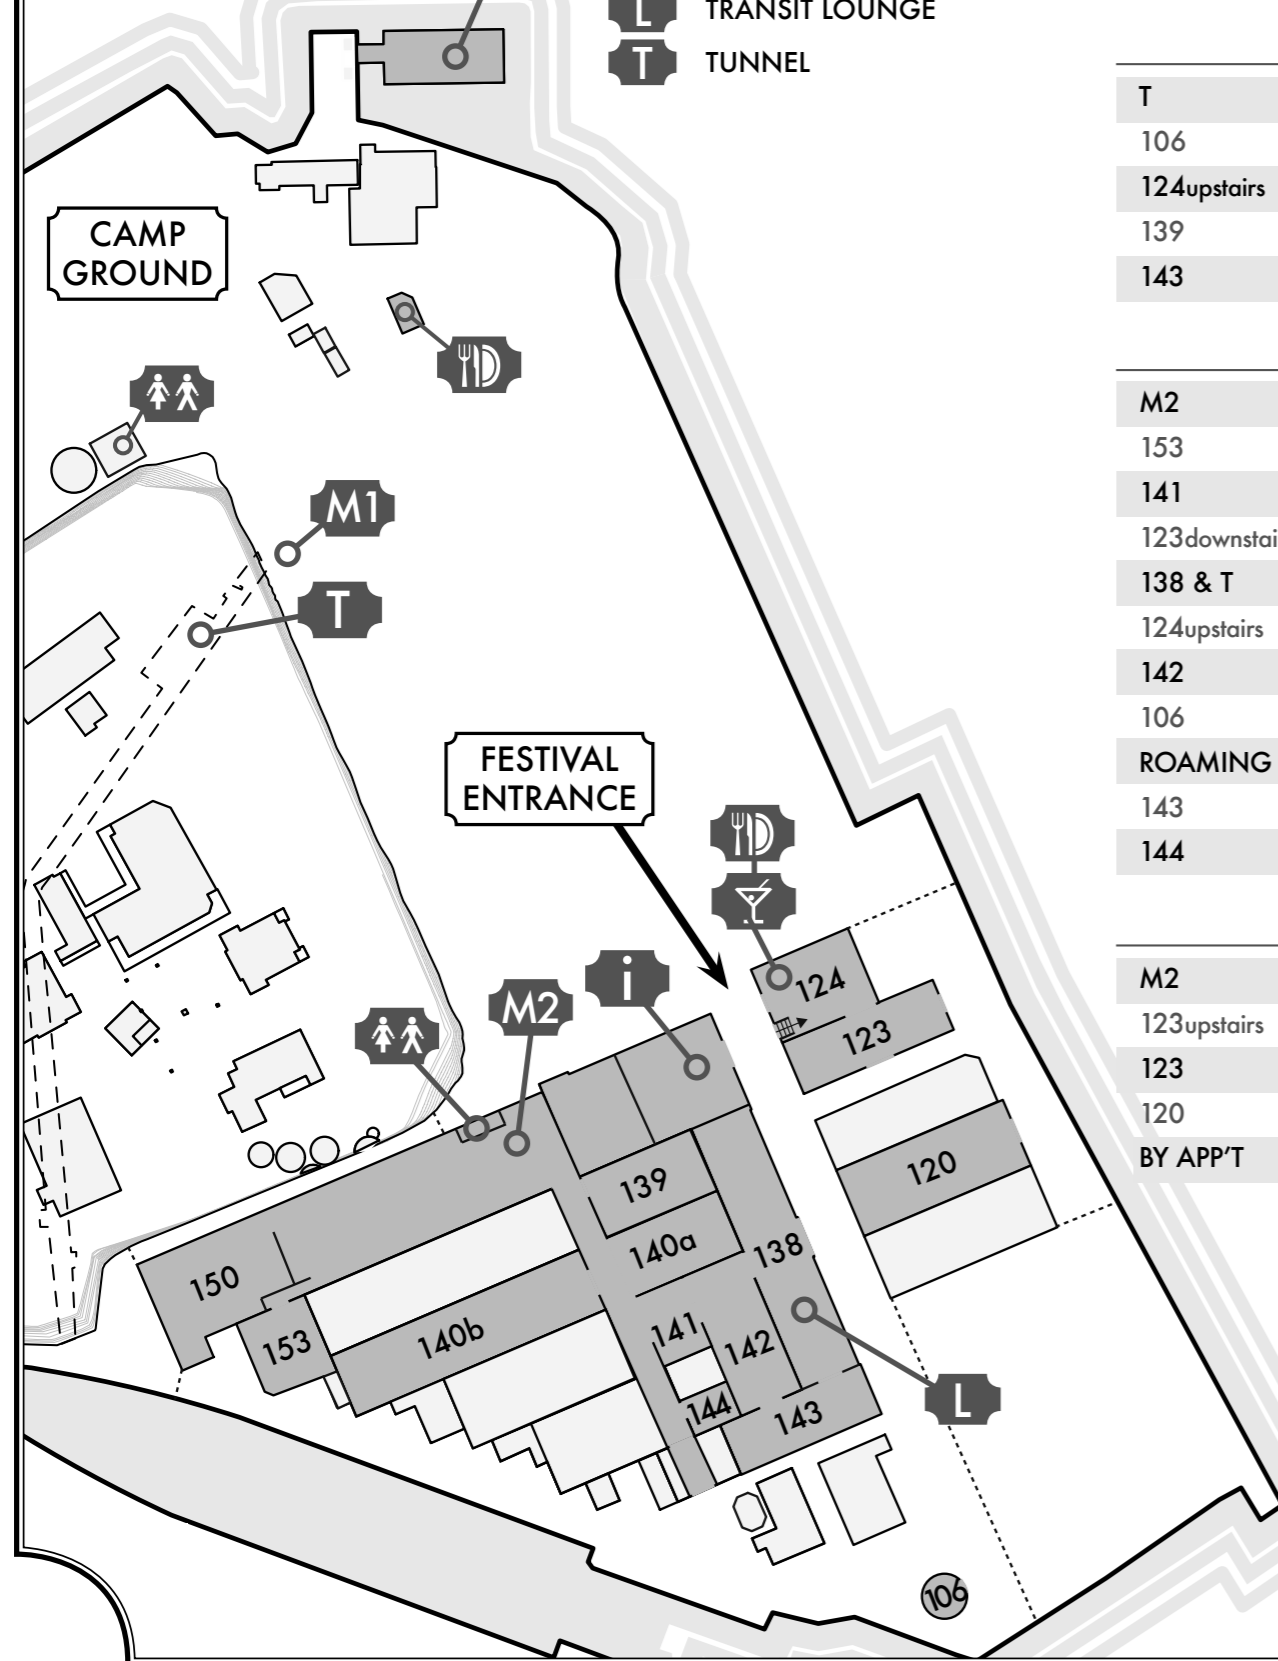 L TRANSIT LOUNGE
T TUNNEL
CAMP
GROUND
M1
T
FESTIVAL
ENTRANCE
i
M2
124
123
120
139
140a
138
150
153
140b
141
142
144
143
L
106
T
106
124upstairs
139
143
M2
153
141
123downstai
138 & T
124upstairs
142
106
ROAMING
143
144
M2
123upstairs
123
120
BY APP'T